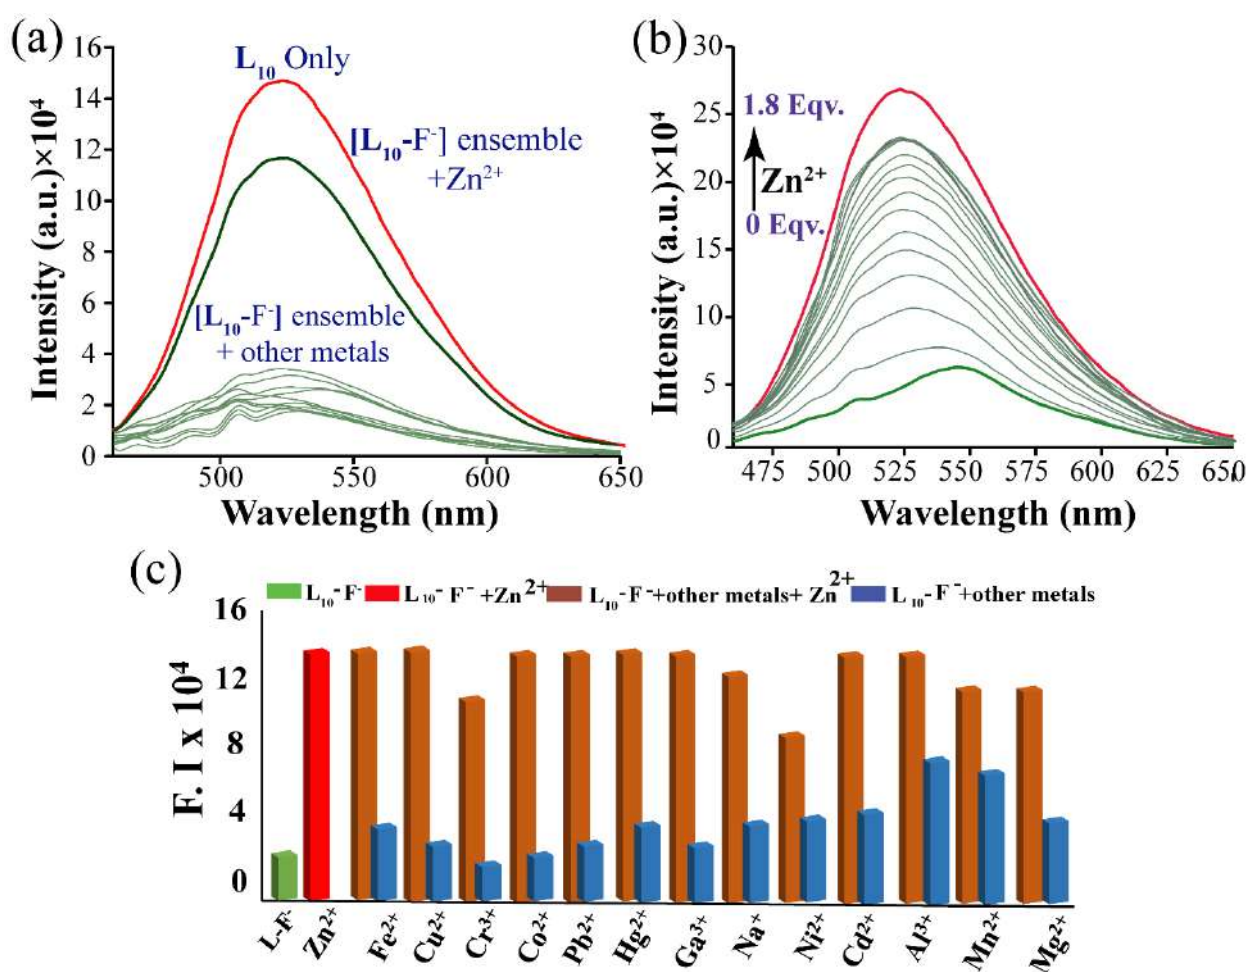 (a)
16
14
12
10
8
6
4
2
0
Intensity (a.u.)×10⁴
L₁₀ Only
[L₁₀-F⁻] ensemble
+Zn²⁺
[L₁₀-F⁻] ensemble
+ other metals
500
550
600
650
Wavelength (nm)
(b)
30
25
20
15
10
5
0
Intensity (a.u.)×10⁴
1.8 Eqv.
Zn²⁺
0 Eqv.
475
500
525
550
575
600
625
650
Wavelength (nm)
(c)
L₁₀-F⁻
L₁₀- F⁻ +Zn²⁺
L₁₀-F⁻+other metals+ Zn²⁺
L₁₀-F⁻+other metals
16
12
8
4
0
F. I x 10⁴
L-F⁻
Zn²⁺
Fe²⁺
Cu²⁺
Cr³⁺
Co²⁺
Pb²⁺
Hg²⁺
Ga³⁺
Na⁺
Ni²⁺
Cd²⁺
Al³⁺
Mn²⁺
Mg²⁺